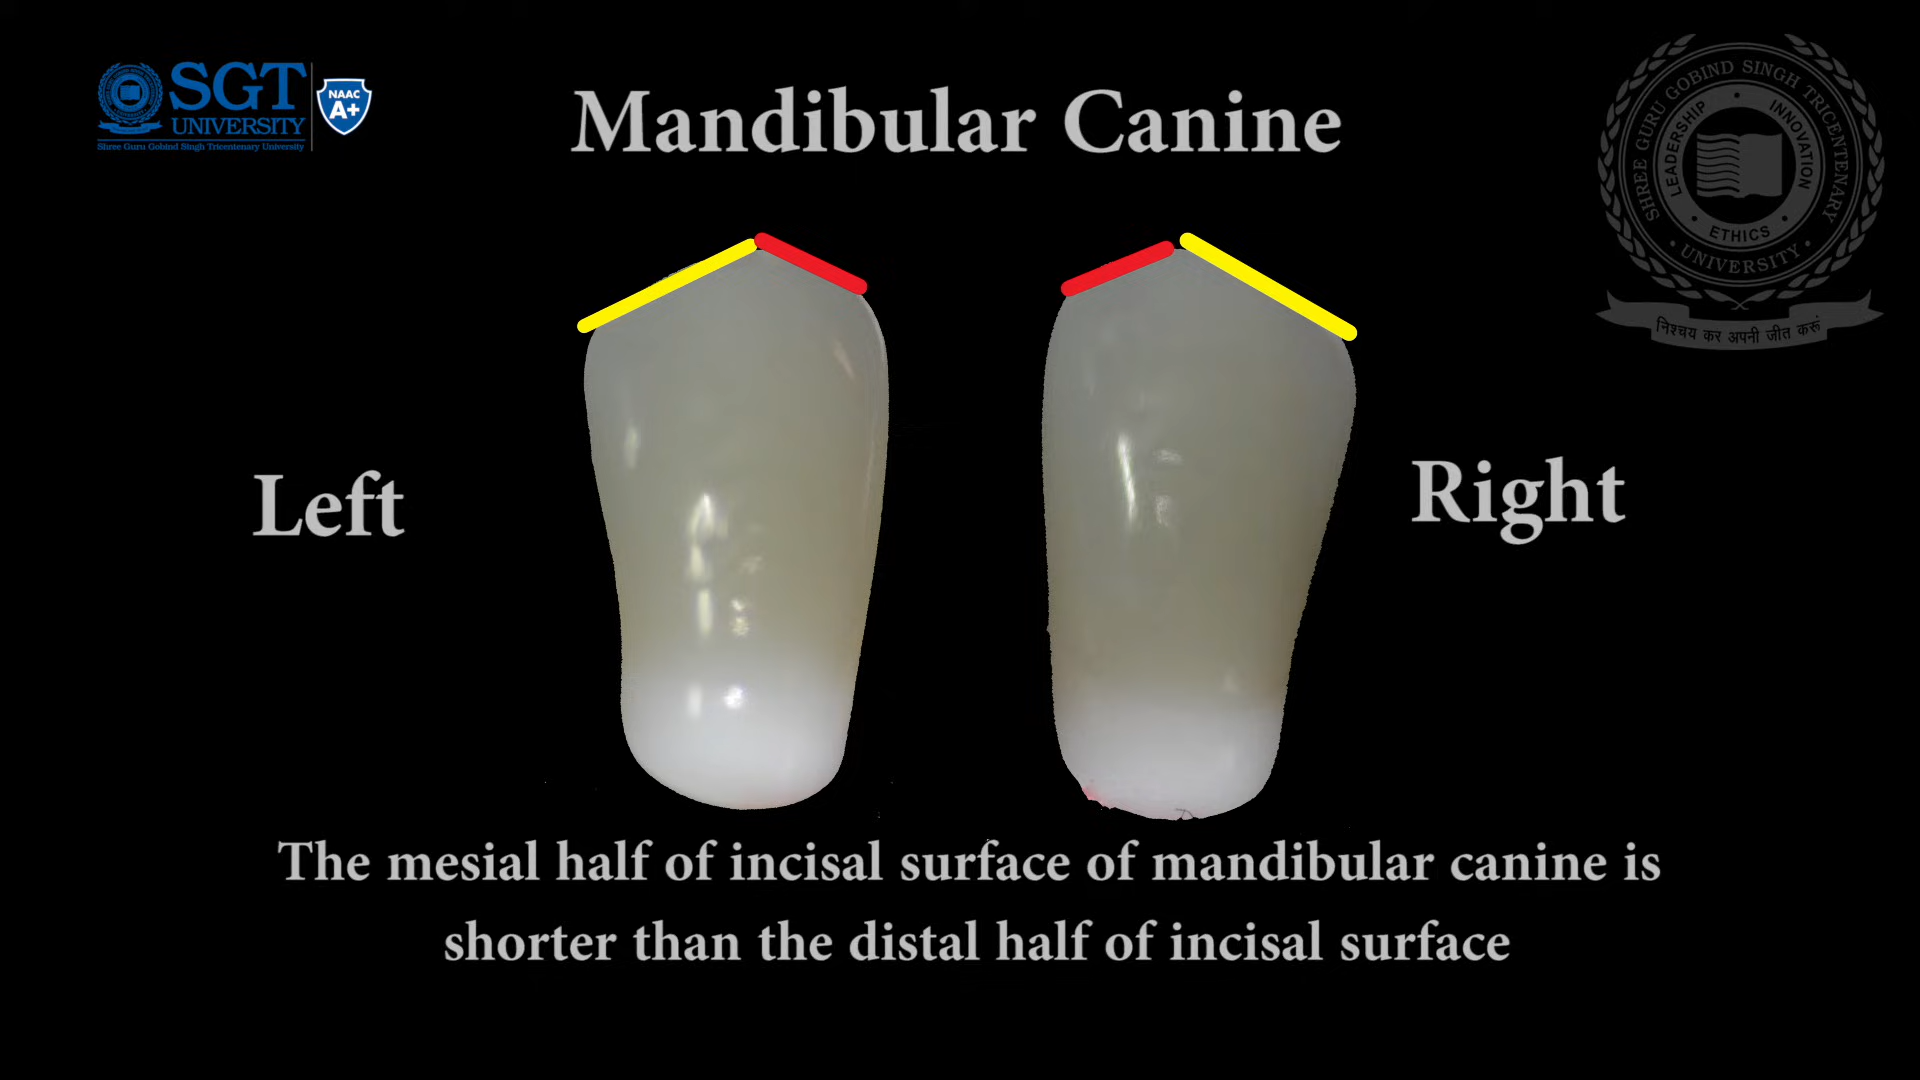 SGT
UNIVERSITY
Shree Guru Gobind Singh Tricentenary University
NAAC
A+
Mandibular Canine
SHREE GURU GOBIND SINGH TRICENTENARY
UNIVERSITY
LEADERSHIP
INNOVATION
ETHICS
निश्चय कर अपनी जीत करूं
Left
Right
The mesial half of incisal surface of mandibular canine is
shorter than the distal half of incisal surface